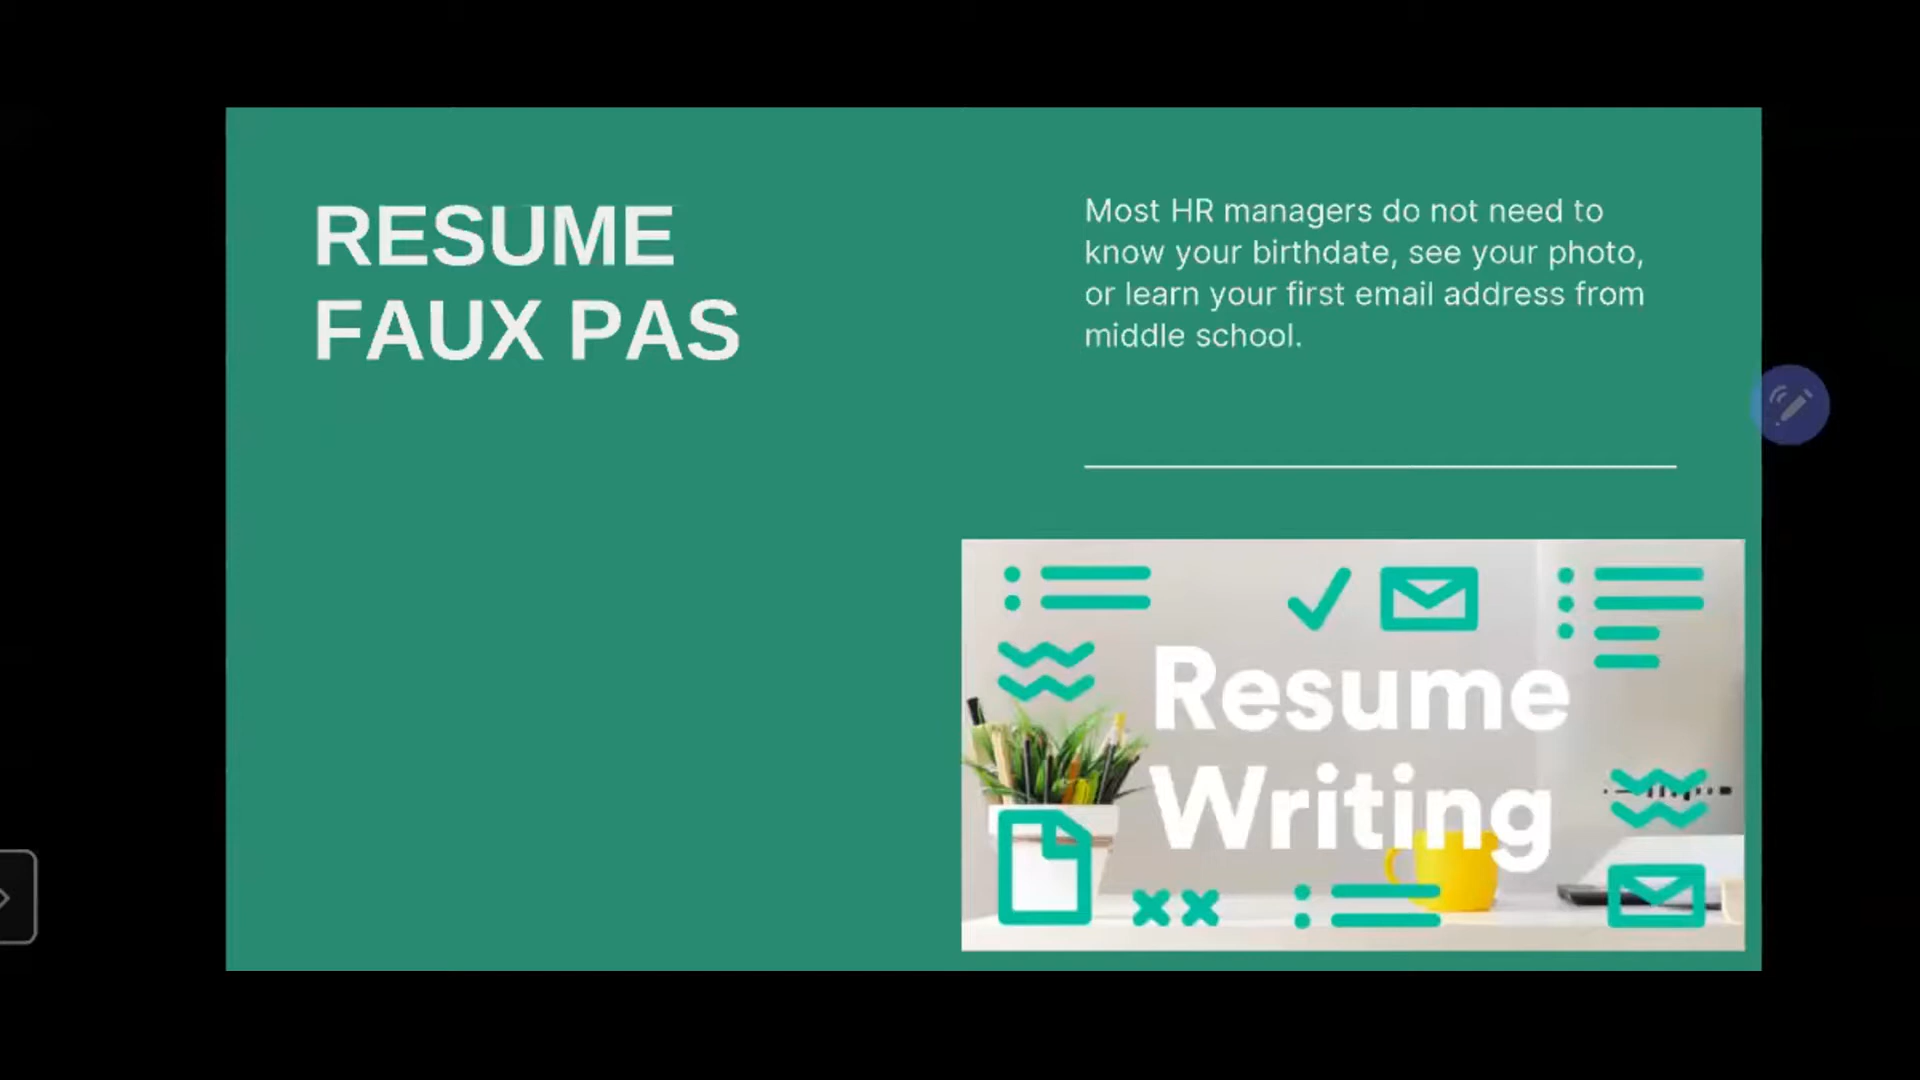 RESUME
FAUX PAS
Most HR managers do not need to
know your birthdate, see your photo,
or learn your first email address from
middle school.
Resume
Writing